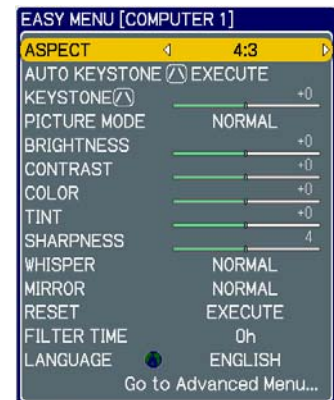 EASY MENU [COMPUTER 1]
ASPECT 4:3
AUTO KEYSTONE EXECUTE
KEYSTONE +0
PICTURE MODE NORMAL
BRIGHTNESS +0
CONTRAST +0
COLOR +0
TINT +0
SHARPNESS 4
WHISPER NORMAL
MIRROR NORMAL
RESET EXECUTE
FILTER TIME 0h
LANGUAGE ENGLISH
Go to Advanced Menu...